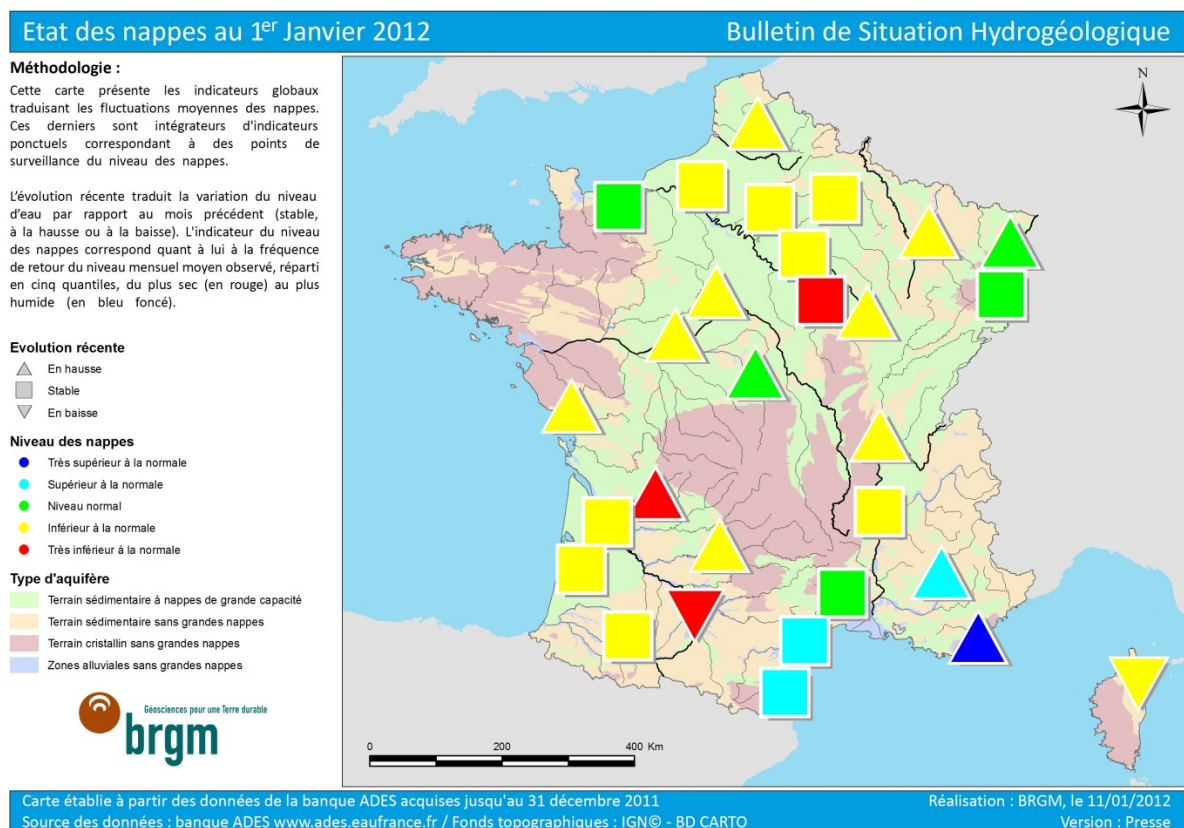 Etat des nappes au 1er Janvier 2012
Bulletin de Situation Hydrogéologique
Méthodologie :
Cette carte présente les indicateurs globaux
traduisant les fluctuations moyennes des nappes.
Ces derniers sont intégrateurs d'indicateurs
ponctuels correspondant à des points de
surveillance du niveau des nappes.
L'évolution récente traduit la variation du niveau
d'eau par rapport au mois précédent (stable,
à la hausse ou à la baisse). L'indicateur du niveau
des nappes correspond quant à lui à la fréquence
de retour du niveau mensuel moyen observé, réparti
en cinq quantiles, du plus sec (en rouge) au plus
humide (en bleu foncé).
Evolution récente
En hausse
Stable
En baisse
Niveau des nappes
Très supérieur à la normale
Supérieur à la normale
Niveau normal
Inférieur à la normale
Très inférieur à la normale
Type d'aquifère
Terrain sédimentaire à nappes de grande capacité
Terrain sédimentaire sans grandes nappes
Terrain cristallin sans grandes nappes
Zones alluviales sans grandes nappes
Géosciences pour une Terre durable
brgm
N
0 200 400 Km
Carte établie à partir des données de la banque ADES acquises jusqu'au 31 décembre 2011
Source des données : banque ADES www.ades.eaufrance.fr / Fonds topographiques : IGN© - BD CARTO
Réalisation : BRGM, le 11/01/2012
Version : Presse